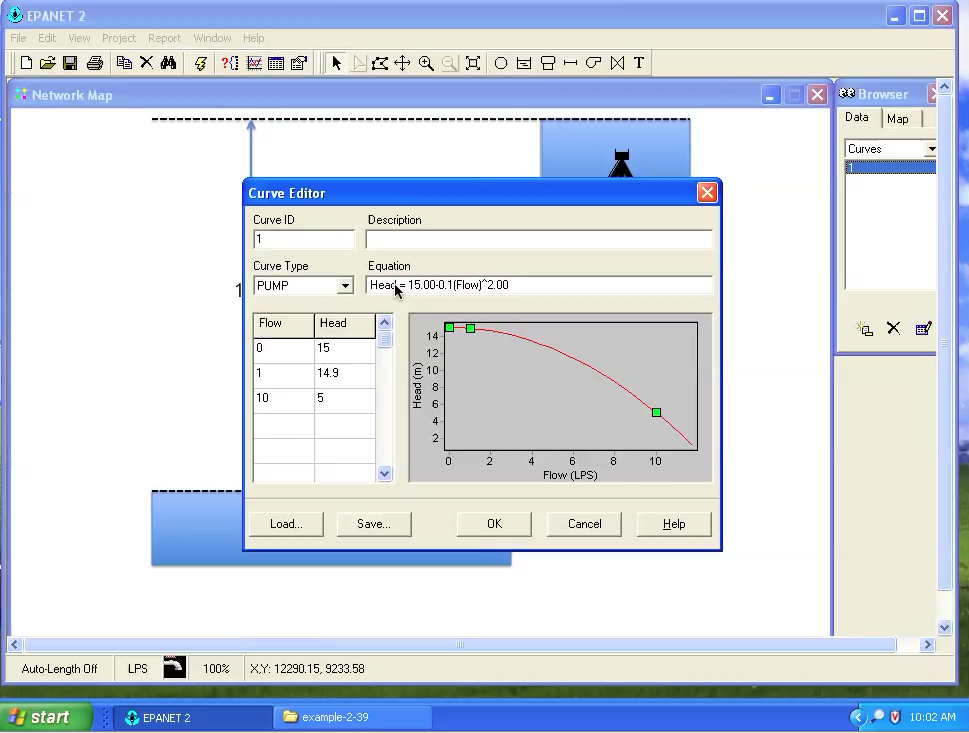 EPANET 2
File Edit View Project Report Window Help
T
Network Map
Browser
Data Map
Curves
1
Curve Editor
Curve ID Description
1
Curve Type Equation
PUMP Head = 15.00-0.1(Flow)^2.00
1
Flow Head
0 15
1 14.9
10 5
14
12
10
8
6
4
2
Head (m)
0 2 4 6 8 10
Flow (LPS)
Load... Save... OK Cancel Help
Auto-Length Off LPS 100% X,Y: 12290.15, 9233.58
start EPANET 2 example-2-39 10:02 AM